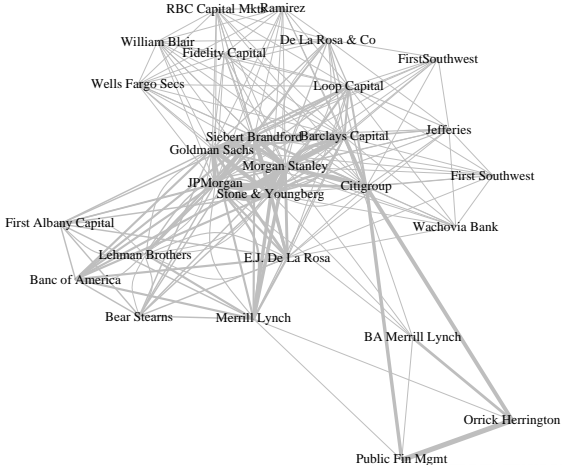 RBC Capital Mkts
Ramirez
William Blair
De La Rosa & Co
Fidelity Capital
FirstSouthwest
Wells Fargo Secs
Loop Capital
Siebert Brandford
Barclays Capital
Jefferies
Goldman Sachs
Morgan Stanley
First Southwest
JPMorgan
Citigroup
Stone & Youngberg
First Albany Capital
Wachovia Bank
Lehman Brothers
E.J. De La Rosa
Banc of America
Bear Stearns
Merrill Lynch
BA Merrill Lynch
Orrick Herrington
Public Fin Mgmt